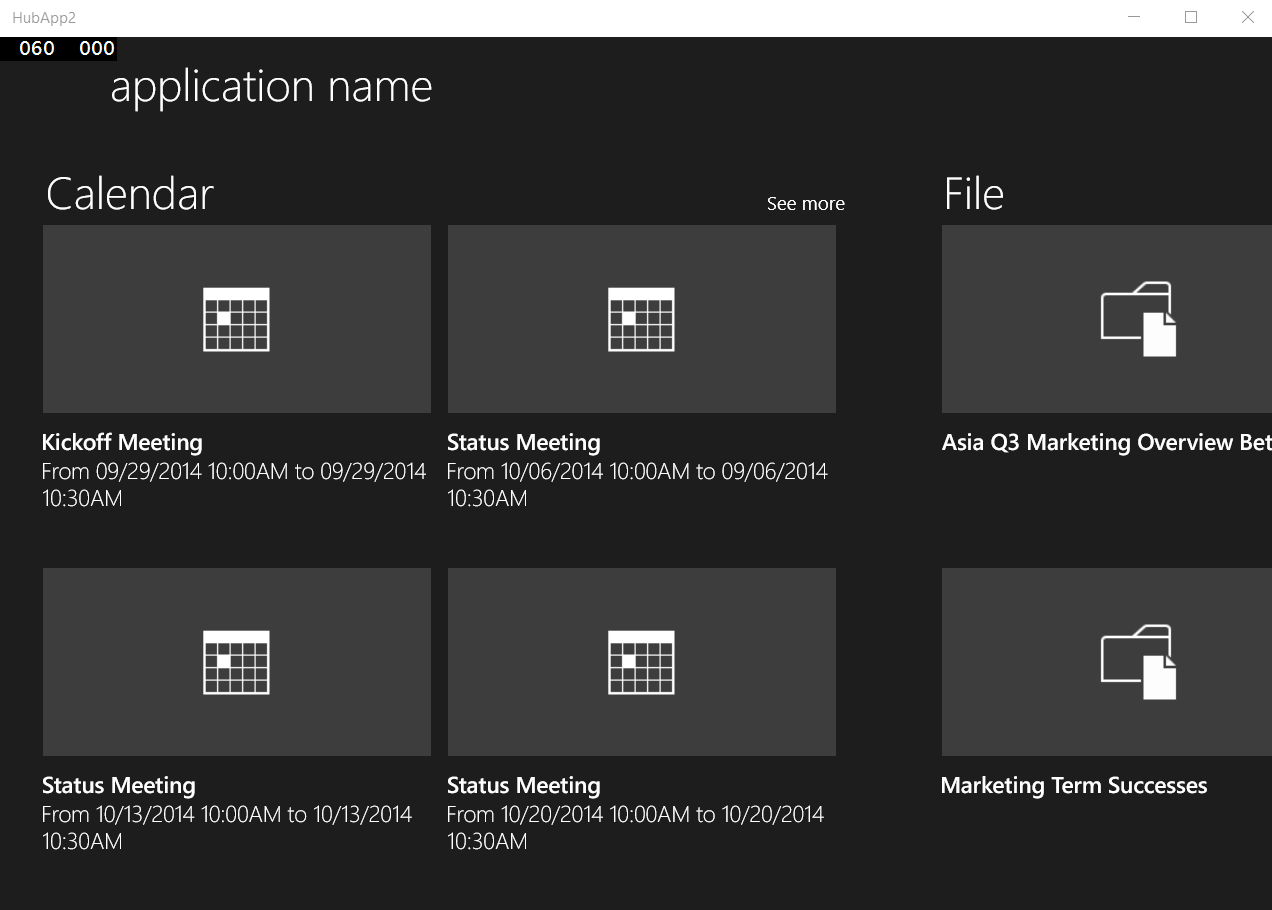 HubApp2
060 000
application name
Calendar
See more
File
Kickoff Meeting
From 09/29/2014 10:00AM to 09/29/2014
10:30AM
Status Meeting
From 10/06/2014 10:00AM to 09/06/2014
10:30AM
Asia Q3 Marketing Overview Bet
Status Meeting
From 10/13/2014 10:00AM to 10/13/2014
10:30AM
Status Meeting
From 10/20/2014 10:00AM to 10/20/2014
10:30AM
Marketing Term Successes